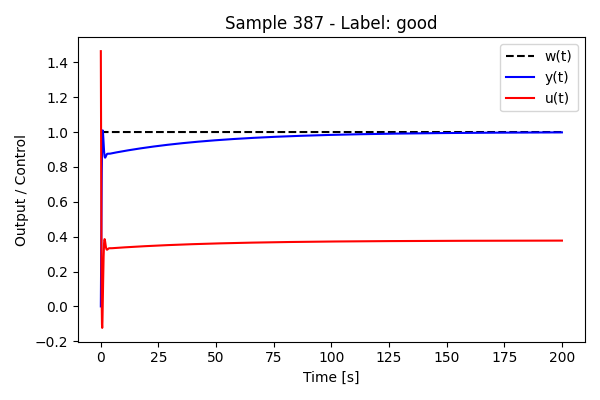 Sample 387 - Label: good
w(t)
y(t)
u(t)
Output / Control
1.4
1.2
1.0
0.8
0.6
0.4
0.2
0.0
−0.2
0 25 50 75 100 125 150 175 200
Time [s]